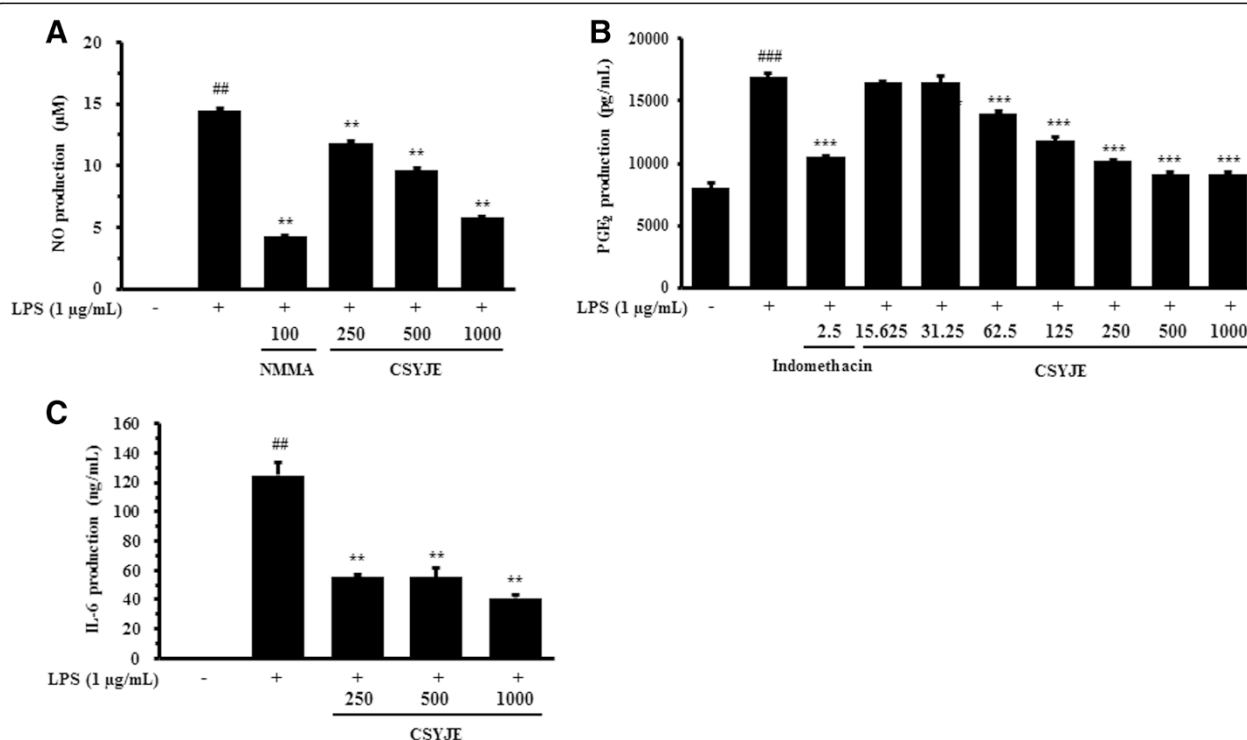 A
NO production (µM)
20
15
10
5
0
##
**
**
**
**
LPS (1 µg/mL) - + + + + +
100 250 500 1000
NMMA CSYJE
B
PGE₂ production (pg/mL)
20000
15000
10000
5000
0
###
***
***
***
***
***
***
LPS (1 µg/mL) - + + + + + + + + +
2.5 15.625 31.25 62.5 125 250 500 1000
Indomethacin CSYJE
C
IL-6 production (ng/mL)
160
140
120
100
80
60
40
20
0
##
**
**
**
LPS (1 µg/mL) - + + + +
250 500 1000
CSYJE